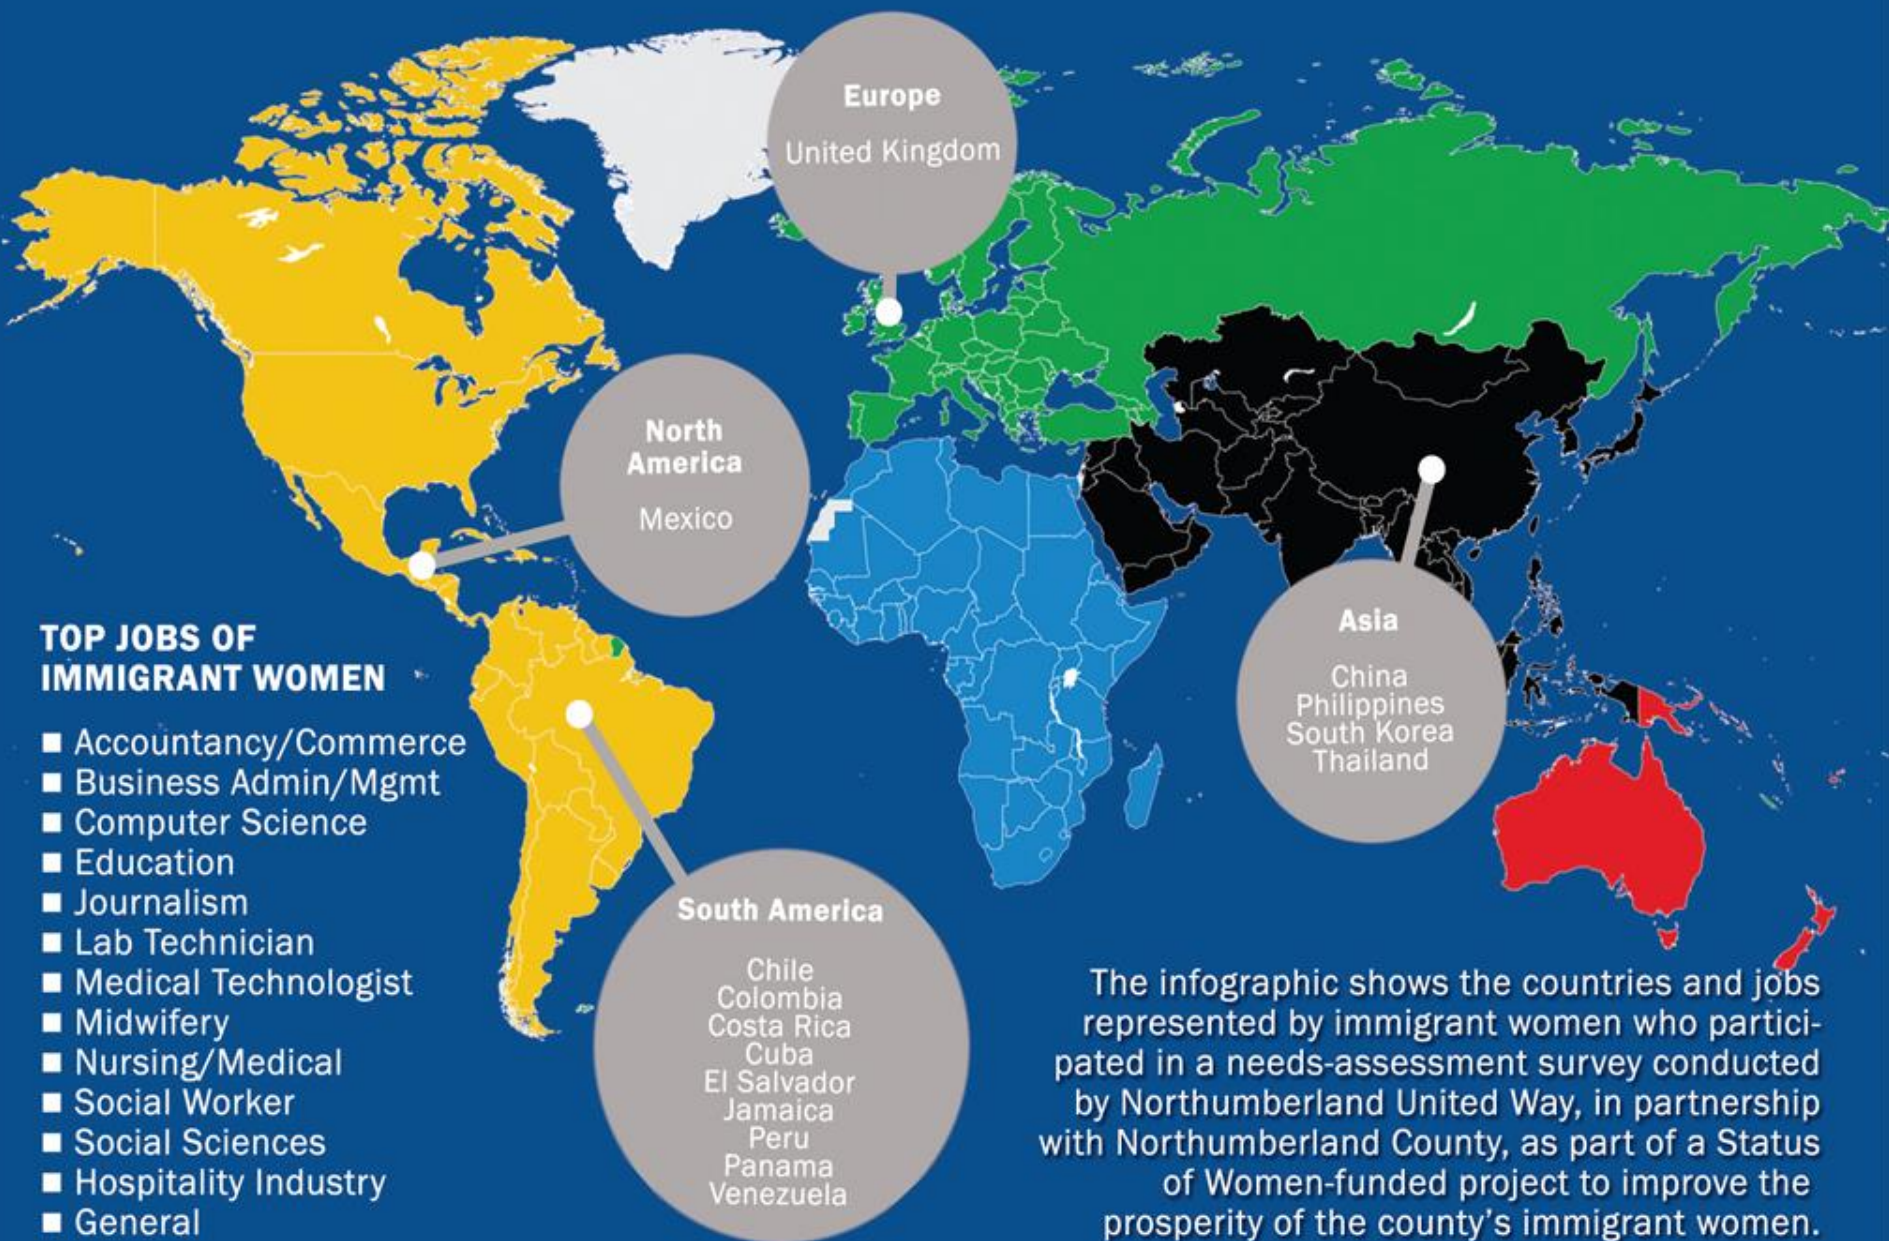 Europe
United Kingdom
North
America
Mexico
Asia
China
Philippines
South Korea
Thailand
TOP JOBS OF
IMMIGRANT WOMEN
Accountancy/Commerce
Business Admin/Mgmt
Computer Science
Education
Journalism
Lab Technician
Medical Technologist
Midwifery
Nursing/Medical
Social Worker
Social Sciences
Hospitality Industry
General
South America
Chile
Colombia
Costa Rica
Cuba
El Salvador
Jamaica
Peru
Panama
Venezuela
The infographic shows the countries and jobs
represented by immigrant women who partici-
pated in a needs-assessment survey conducted
by Northumberland United Way, in partnership
with Northumberland County, as part of a Status
of Women-funded project to improve the
prosperity of the county’s immigrant women.